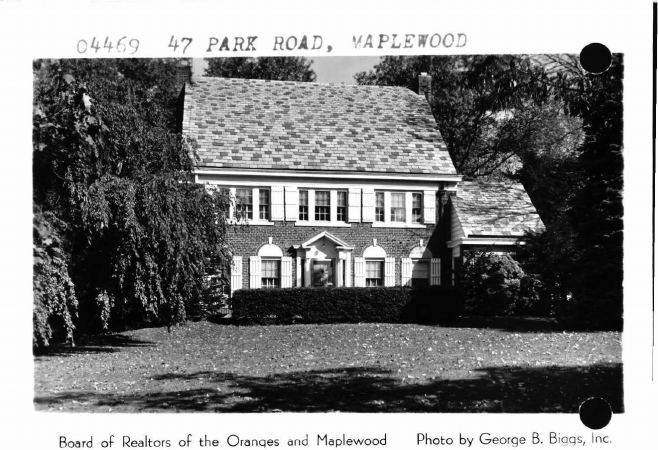 04469 47 PARK ROAD, MAPLEWOOD
Board of Realtors of the Oranges and Maplewood Photo by George B. Biggs, Inc.